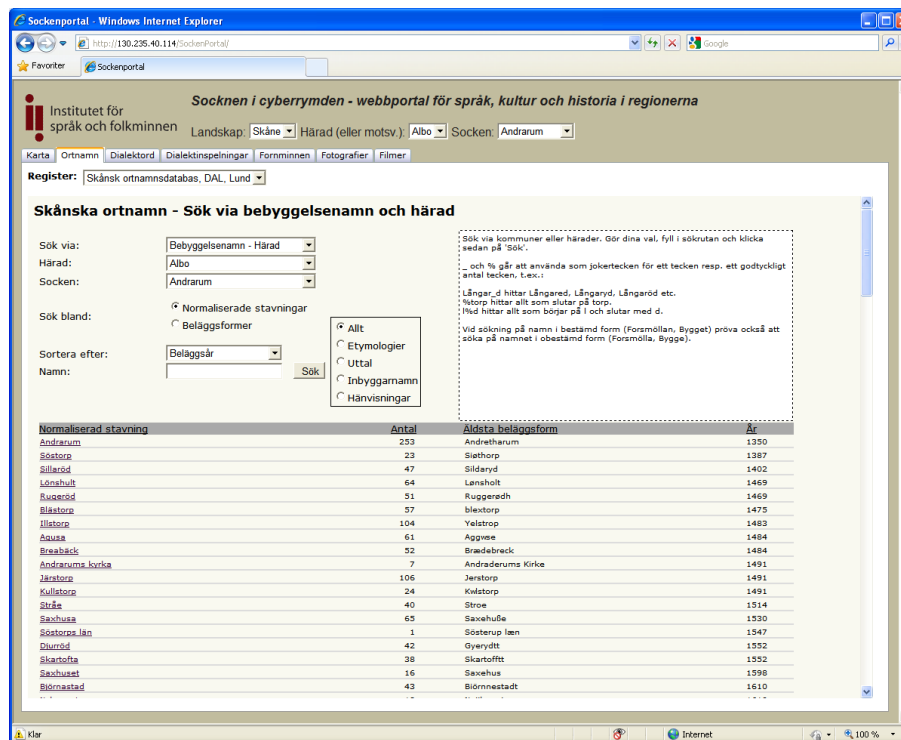 Sockenportal - Windows Internet Explorer
http://130.235.40.114/SockenPortal/
Google
Favoriter
Sockenportal
Institutet för
språk och folkminnen
Socknen i cyberrymden - webbportal för språk, kultur och historia i regionerna
Landskap: Skåne Härad (eller motsv.): Albo Socken: Andrarum
Karta Ortnamn Dialektord Dialektinspelningar Fornminnen Fotografier Filmer
Register: Skånsk ortnamnsdatabas, DAL, Lund
Skånska ortnamn - Sök via bebyggelsenamn och härad
Sök via: Bebyggelsenamn - Härad
Härad: Albo
Socken: Andrarum
Sök bland: Normaliserade stavningar
Beläggsformer
Sortera efter: Beläggsår
Namn: Sök
Allt
Etymologier
Uttal
Inbyggarnamn
Hänvisningar
Sök via kommuner eller härader. Gör dina val, fyll i sökrutan och klicka
sedan på 'Sök'.
_ och % går att använda som jokertecken för ett tecken resp. ett godtyckligt
antal tecken, t.ex.:
Långar_d hittar Långared, Långaryd, Långaröd etc.
%torp hittar allt som slutar på torp.
l%d hittar allt som börjar på l och slutar med d.
Vid sökning på namn i bestämd form (Forsmöllan, Bygget) pröva också att
söka på namnet i obestämd form (Forsmölla, Bygge).
Normaliserad stavning Antal Äldsta beläggsform År
Andrarum 253 Andretharum 1350
Söstorp 23 Siøthorp 1387
Sillaröd 47 Sildaryd 1402
Lönshult 64 Lønsholt 1469
Rugeröd 51 Ruggerødh 1469
Blästorp 57 blextorp 1475
Illstorp 104 Yelstrop 1483
Agusa 61 Aggwse 1484
Breabäck 52 Brædebreck 1484
Andrarums kyrka 7 Andraderums Kirke 1491
Järstorp 106 Jerstorp 1491
Kullstorp 24 Kwlstorp 1491
Stråe 40 Stroe 1514
Saxhusa 65 Saxehuße 1530
Söstorps län 1 Sösterup læn 1547
Djurröd 42 Gyerydtt 1552
Skartofta 38 Skartofftt 1552
Saxhuset 16 Saxehus 1598
Björnastad 43 Biörnnestadt 1610
Klar
Internet
100 %